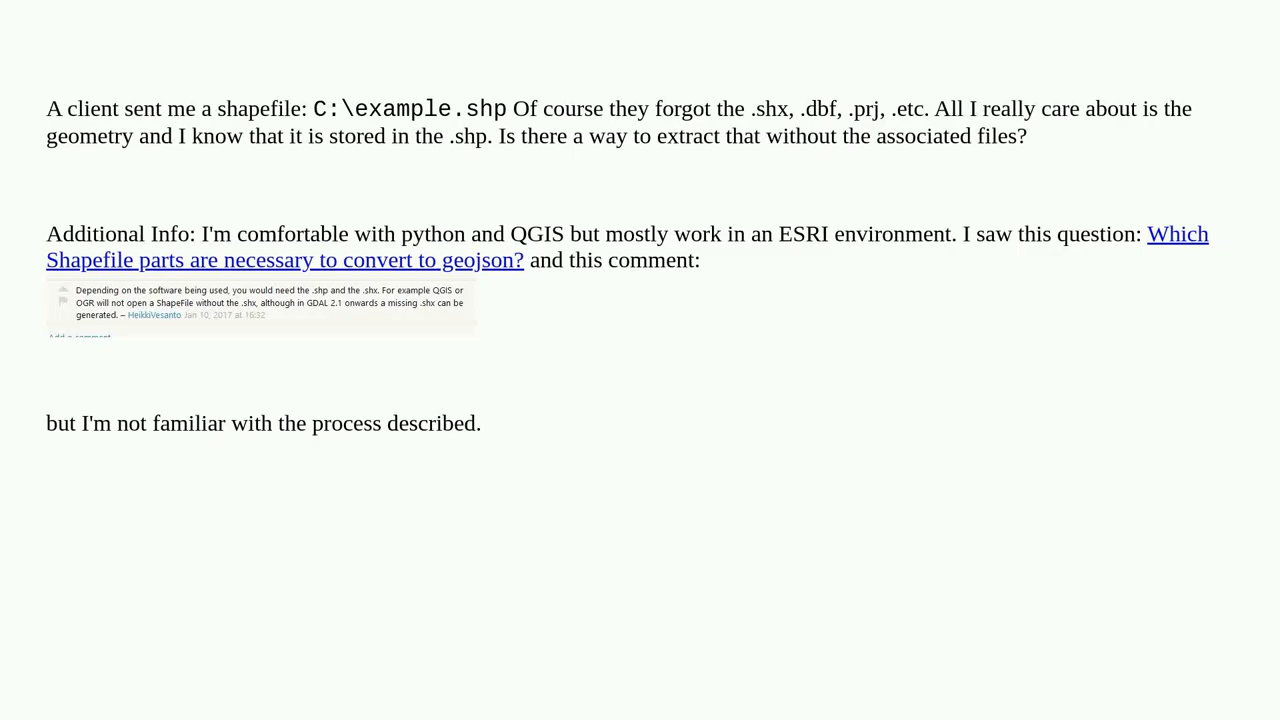 A client sent me a shapefile: C:\example.shp Of course they forgot the .shx, .dbf, .prj, .etc. All I really care about is the
geometry and I know that it is stored in the .shp. Is there a way to extract that without the associated files?
Additional Info: I'm comfortable with python and QGIS but mostly work in an ESRI environment. I saw this question: Which
Shapefile parts are necessary to convert to geojson? and this comment:
Depending on the software being used, you would need the .shp and the .shx. For example QGIS or
OGR will not open a ShapeFile without the .shx, although in GDAL 2.1 onwards a missing .shx can be
generated. – HeikkiVesanto Jan 10, 2017 at 16:32
Add a comment
but I'm not familiar with the process described.